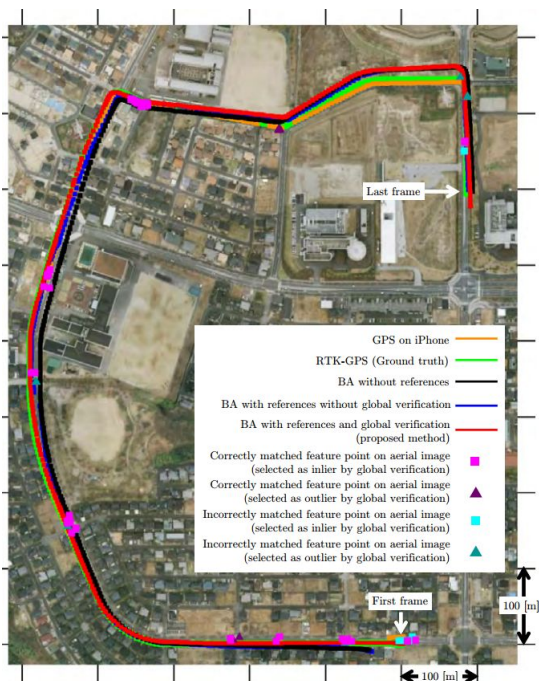 Last frame
GPS on iPhone
RTK-GPS (Ground truth)
BA without references
BA with references without global verification
BA with references and global verification
(proposed method)
Correctly matched feature point on aerial image
(selected as inlier by global verification)
Correctly matched feature point on aerial image
(selected as outlier by global verification)
Incorrectly matched feature point on aerial image
(selected as inlier by global verification)
Incorrectly matched feature point on aerial image
(selected as outlier by global verification)
First frame
100 [m]
100 [m]